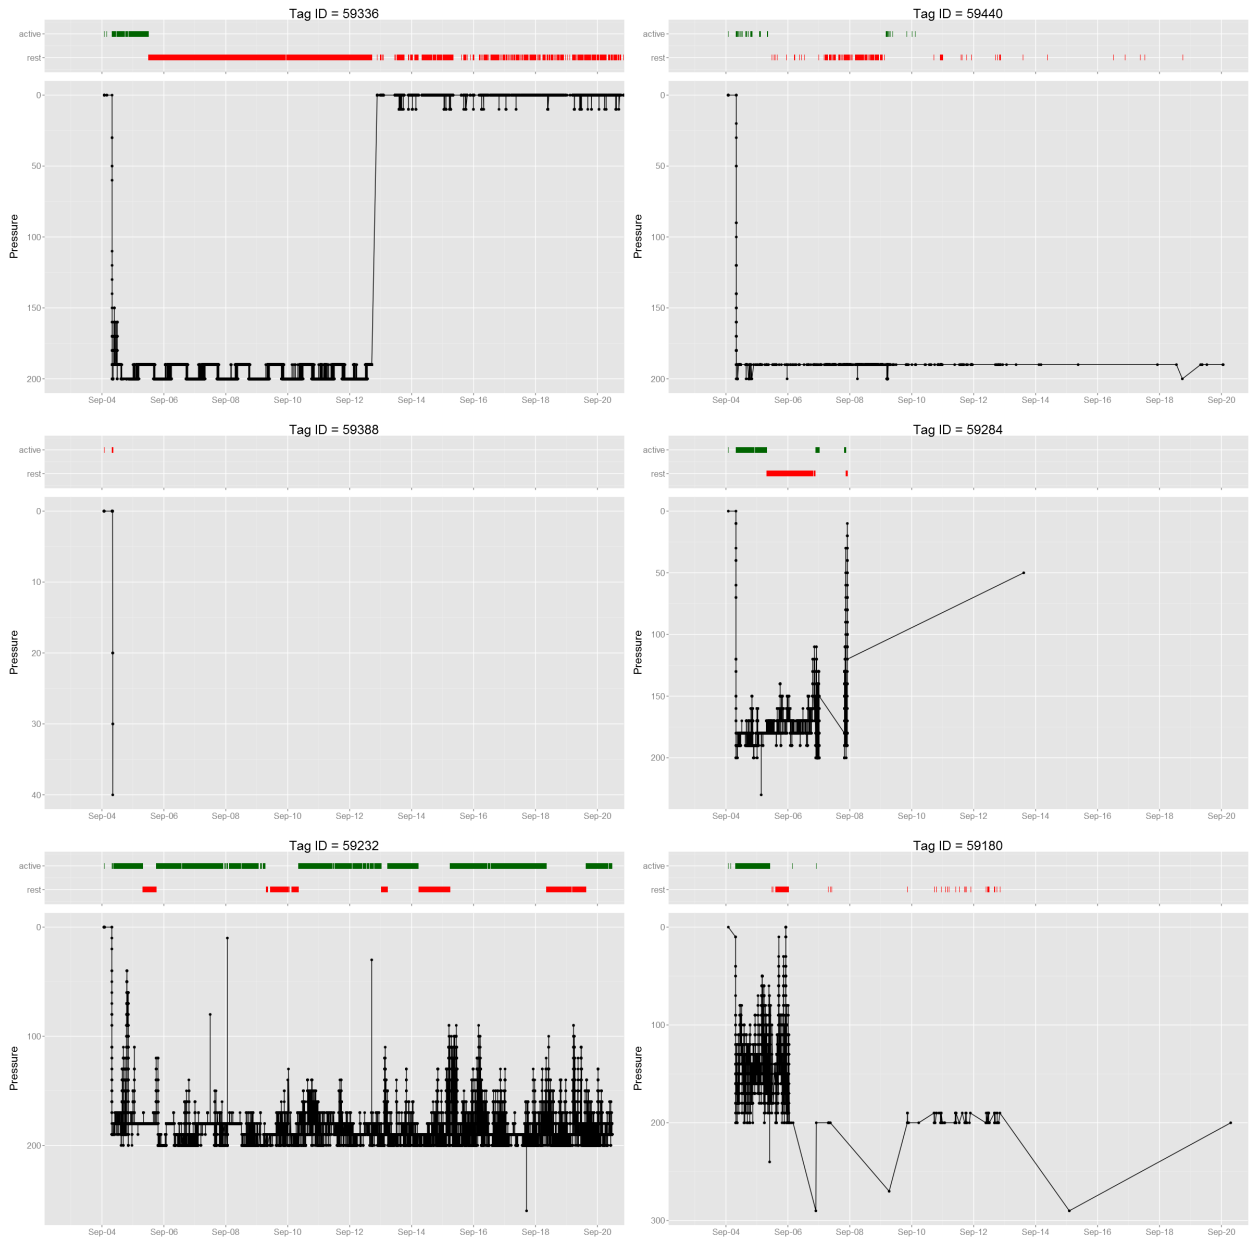 Tag ID = 59336
active
rest
Pressure
0
50
100
150
200
Sep-04 Sep-06 Sep-08 Sep-10 Sep-12 Sep-14 Sep-16 Sep-18 Sep-20
Tag ID = 59440
active
rest
Pressure
0
50
100
150
200
Sep-04 Sep-06 Sep-08 Sep-10 Sep-12 Sep-14 Sep-16 Sep-18 Sep-20
Tag ID = 59388
active
rest
Pressure
0
10
20
30
40
Sep-04 Sep-06 Sep-08 Sep-10 Sep-12 Sep-14 Sep-16 Sep-18 Sep-20
Tag ID = 59284
active
rest
Pressure
0
50
100
150
200
Sep-04 Sep-06 Sep-08 Sep-10 Sep-12 Sep-14 Sep-16 Sep-18 Sep-20
Tag ID = 59232
active
rest
Pressure
0
100
200
Sep-04 Sep-06 Sep-08 Sep-10 Sep-12 Sep-14 Sep-16 Sep-18 Sep-20
Tag ID = 59180
active
rest
Pressure
0
100
200
300
Sep-04 Sep-06 Sep-08 Sep-10 Sep-12 Sep-14 Sep-16 Sep-18 Sep-20